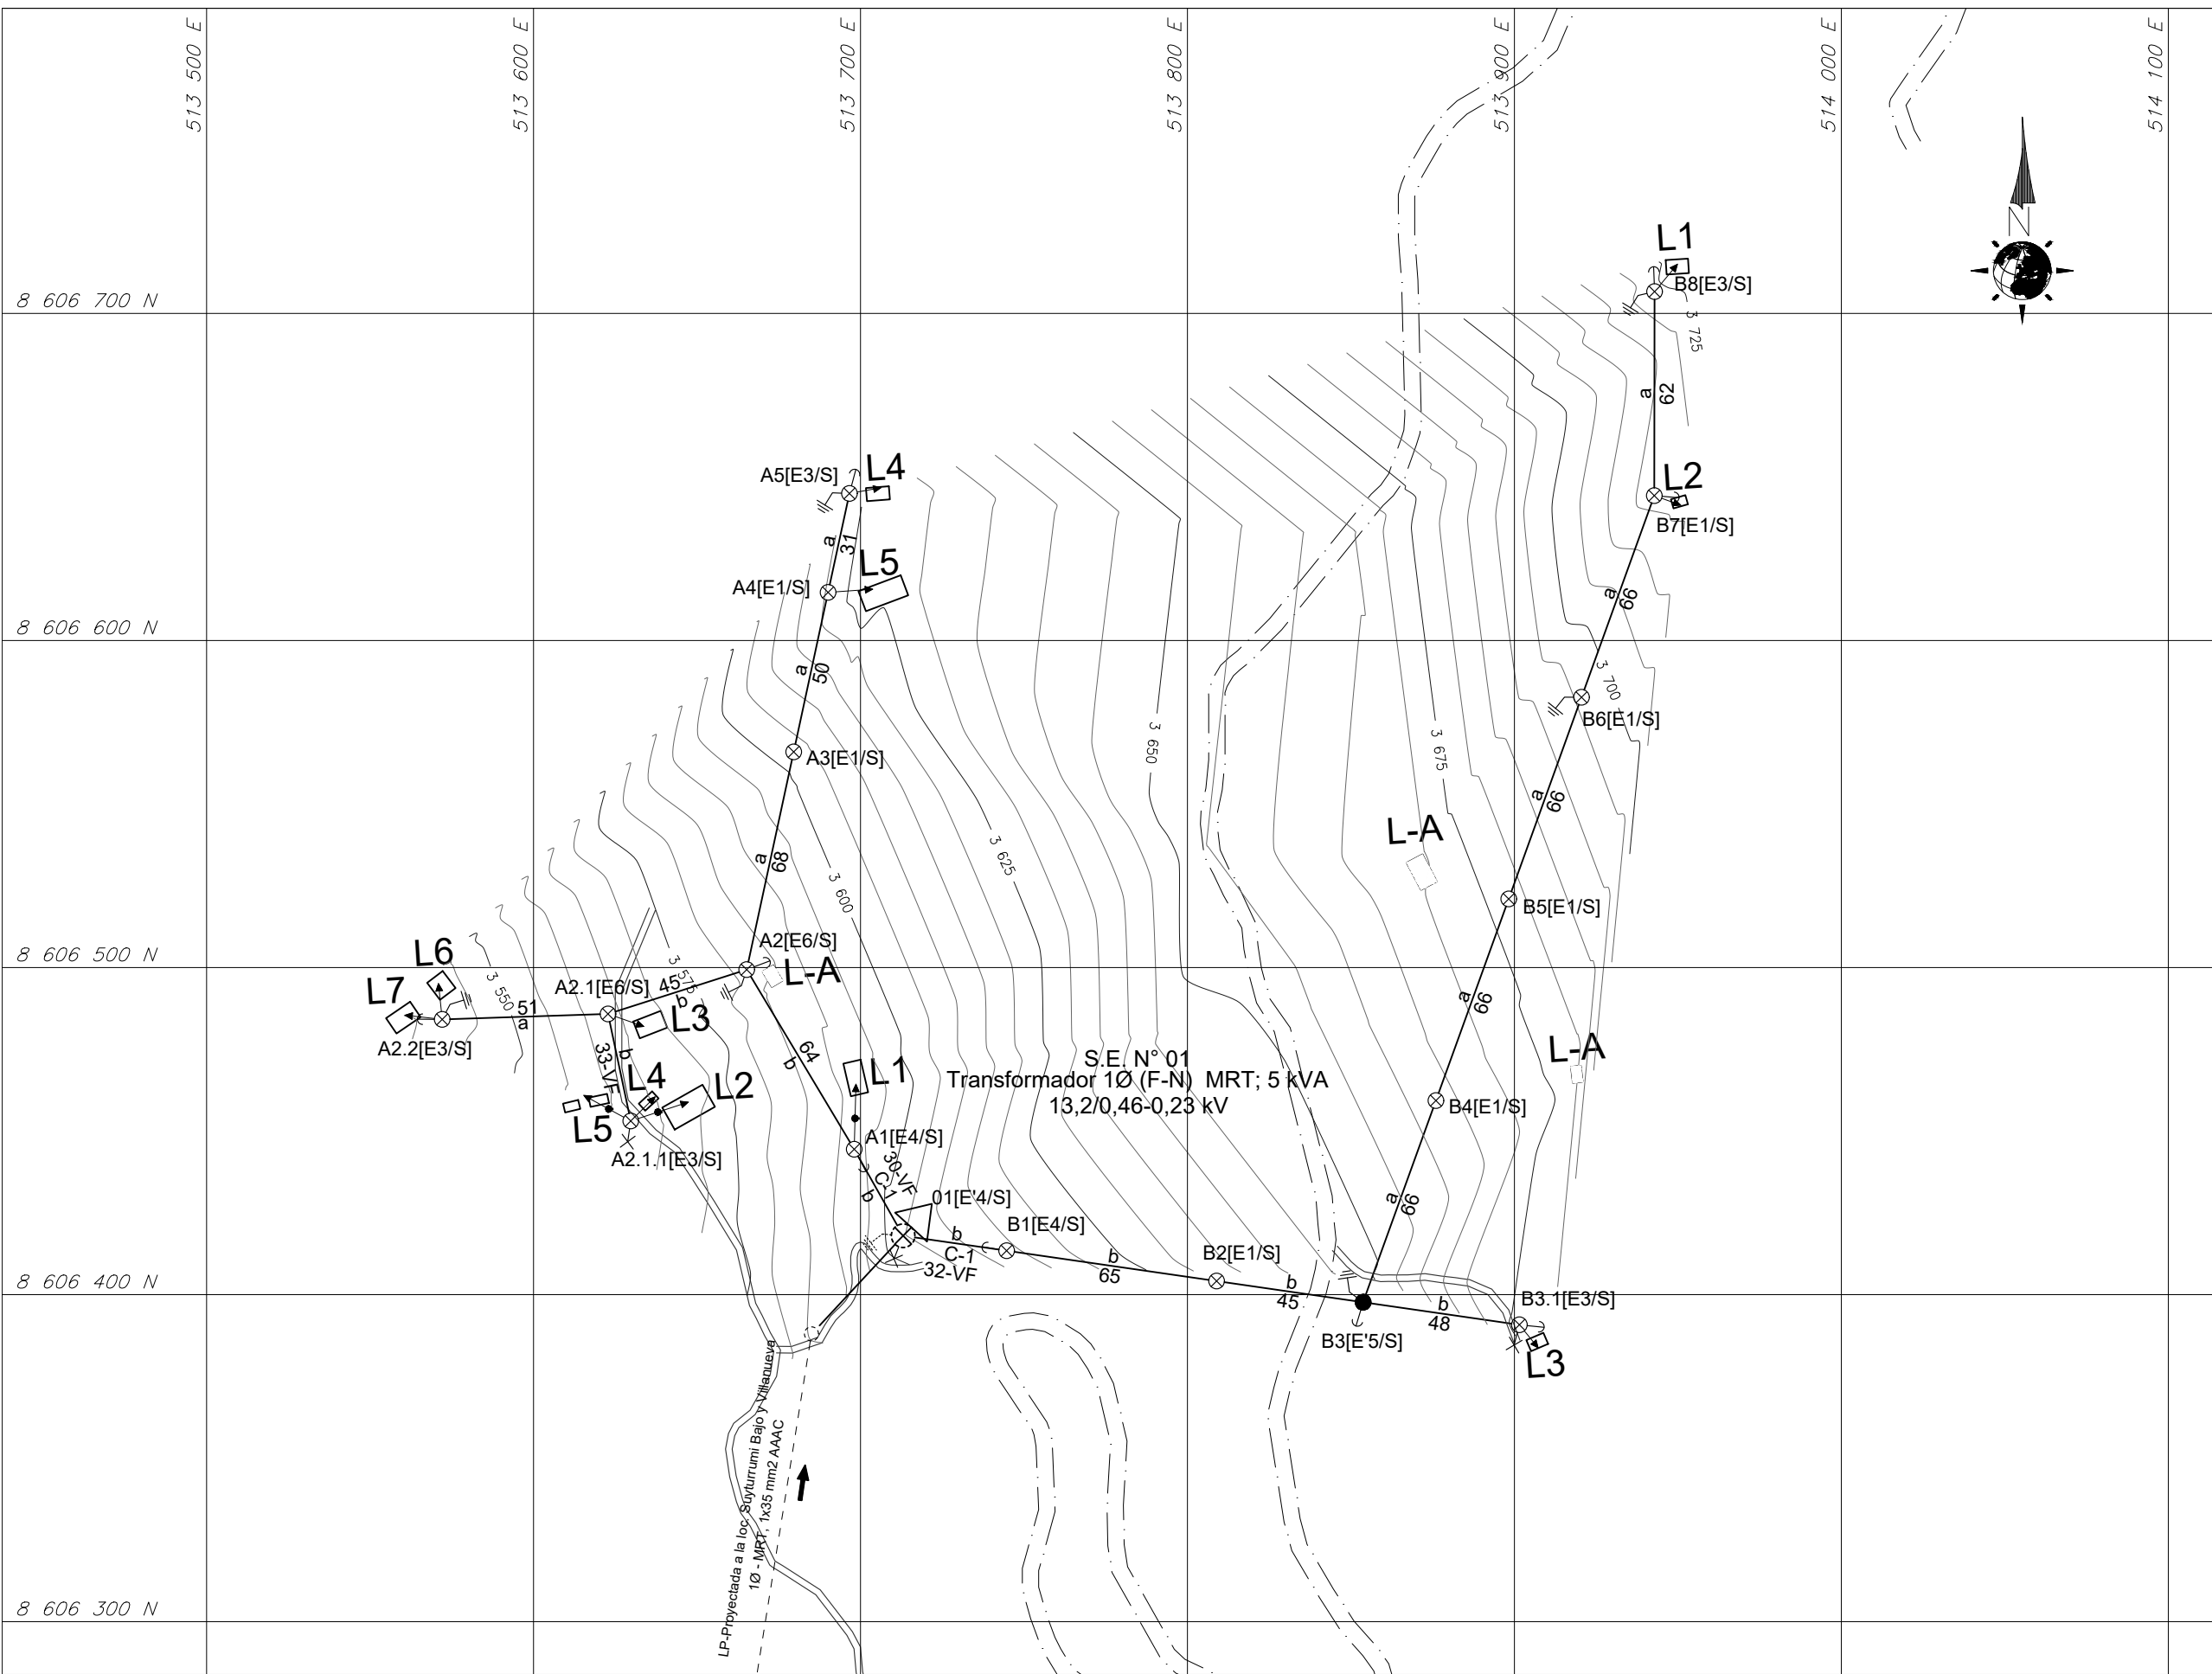 513 500 E
513 600 E
513 700 E
513 800 E
513 900 E
514 000 E
514 100 E
N
8 606 700 N
8 606 600 N
8 606 500 N
8 606 400 N
8 606 300 N
L1
B8[E3/S]
3 725
a
62
L2
B7[E1/S]
a
66
3 700
B6[E1/S]
a
66
B5[E1/S]
a
66
B4[E1/S]
a
66
A5[E3/S]
L4
a
31
L5
A4[E1/S]
a
50
A3[E1/S]
a
68
3 600
3 625
3 650
3 675
L-A
L-A
A2[E6/S]
L-A
L6
L7
3 550
51
a
A2.2[E3/S]
A2.1[E6/S]
45
b
3 575
L3
33-VF
b
L4
L2
L5
A2.1.1[E3/S]
64
b
L1
A1[E4/S]
30-VF
C-1
b
01[E'4/S]
S.E. N° 01
Transformador 1Ø (F-N) MRT; 5 kVA
13,2/0,46-0,23 kV
B1[E4/S]
b
C-1
32-VF
b
65
B2[E1/S]
b
45
B3[E'5/S]
b
48
B3.1[E3/S]
L3
LP-Proyectada a la loc. Suyturrumi Bajo y Villanueva
1Ø - MRT, 1x35 mm2 AAAC